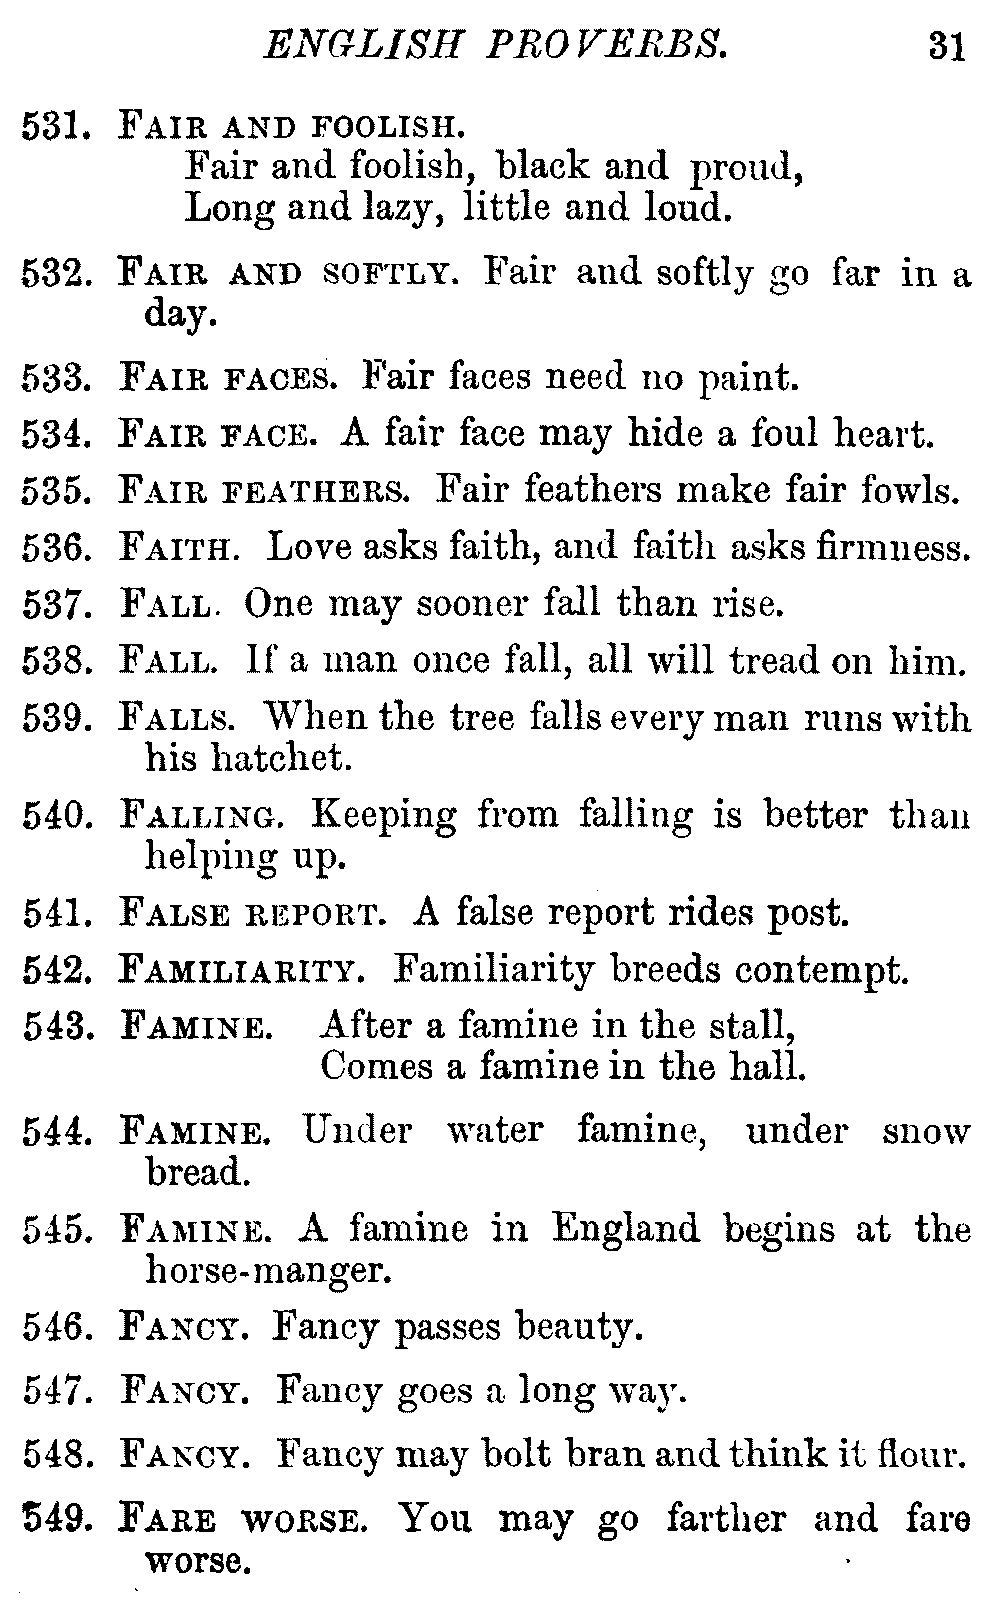 ENGLISH PROVERBS. 31
531. FAIR AND FOOLISH.
Fair and foolish, black and proud,
Long and lazy, little and loud.
532. FAIR AND SOFTLY. Fair and softly go far in a
day.
533. FAIR FACES. Fair faces need no paint.
534. FAIR FACE. A fair face may hide a foul heart.
535. FAIR FEATHERS. Fair feathers make fair fowls.
536. FAITH. Love asks faith, and faith asks firmness.
537. FALL. One may sooner fall than rise.
538. FALL. If a man once fall, all will tread on him.
539. FALLS. When the tree falls every man runs with
his hatchet.
540. FALLING. Keeping from falling is better than
helping up.
541. FALSE REPORT. A false report rides post.
542. FAMILIARITY. Familiarity breeds contempt.
543. FAMINE. After a famine in the stall,
Comes a famine in the hall.
544. FAMINE. Under water famine, under snow
bread.
545. FAMINE. A famine in England begins at the
horse-manger.
546. FANCY. Fancy passes beauty.
547. FANCY. Fancy goes a long way.
548. FANCY. Fancy may bolt bran and think it flour.
549. FARE WORSE. You may go farther and fare
worse.